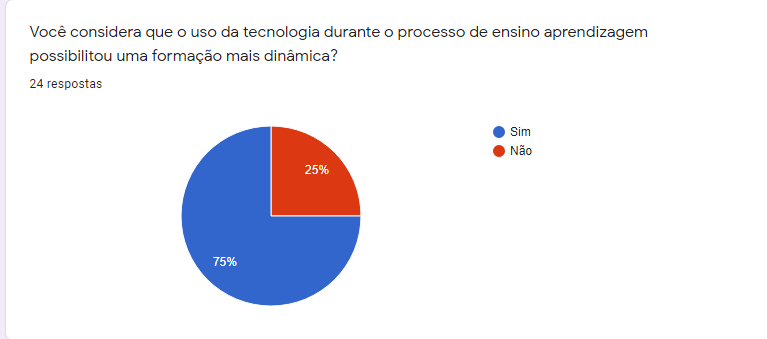 Você considera que o uso da tecnologia durante o processo de ensino aprendizagem
possibilitou uma formação mais dinâmica?
24 respostas
Sim
Não
25%
75%